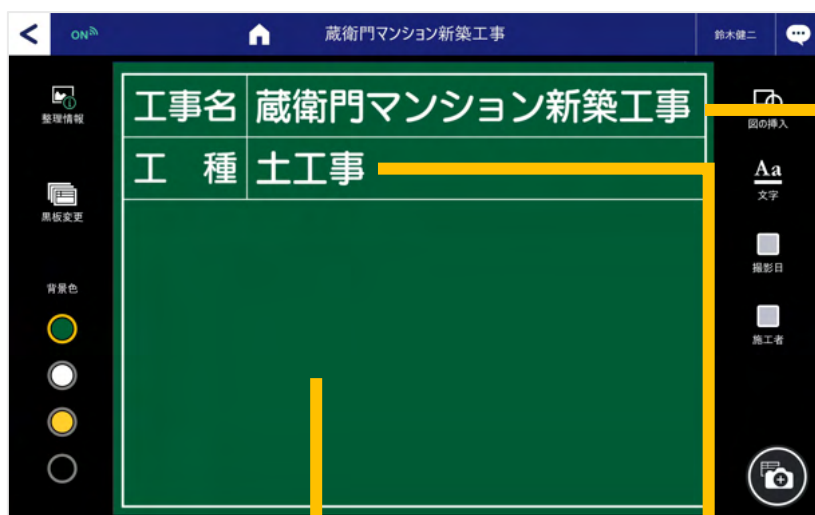 ON
蔵衛門マンション新築工事
鈴木健二
整理情報
黒板変更
背景色
工事名 蔵衛門マンション新築工事
工 種 土工事
図の挿入
Aa
文字
撮影日
施工者